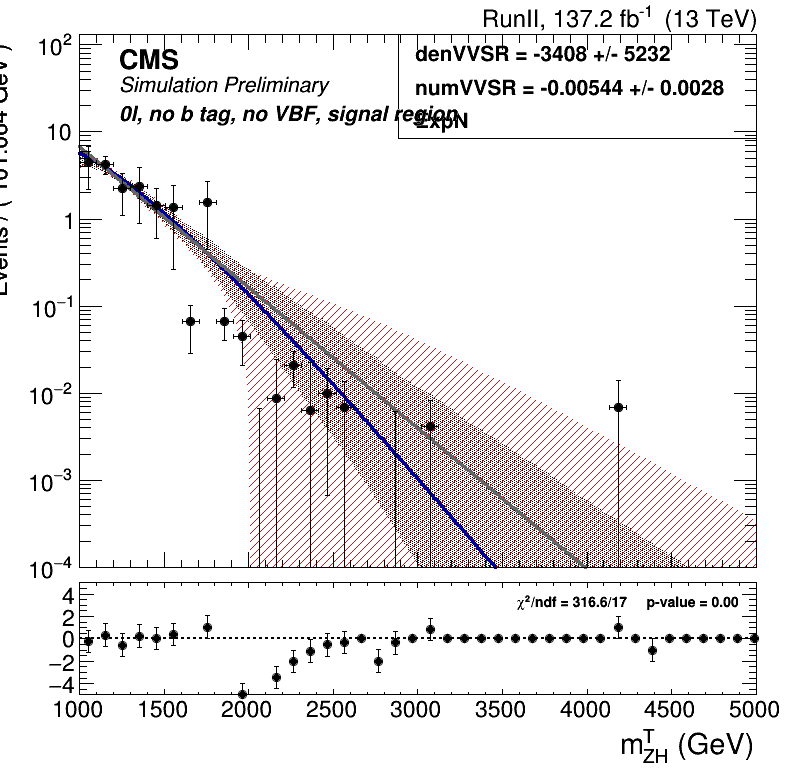 RunII, 137.2 fb⁻¹ (13 TeV)
CMS
Simulation Preliminary
0l, no b tag, no VBF, signal region
denVVSR = -3408 +/- 5232
numVVSR = -0.00544 +/- 0.0028
ExpN
10²
10
1
10⁻¹
10⁻²
10⁻³
10⁻⁴
Events / (
χ²/ndf = 316.6/17 p-value = 0.00
4
2
0
−2
−4
1000 1500 2000 2500 3000 3500 4000 4500 5000
m^T_ZH (GeV)